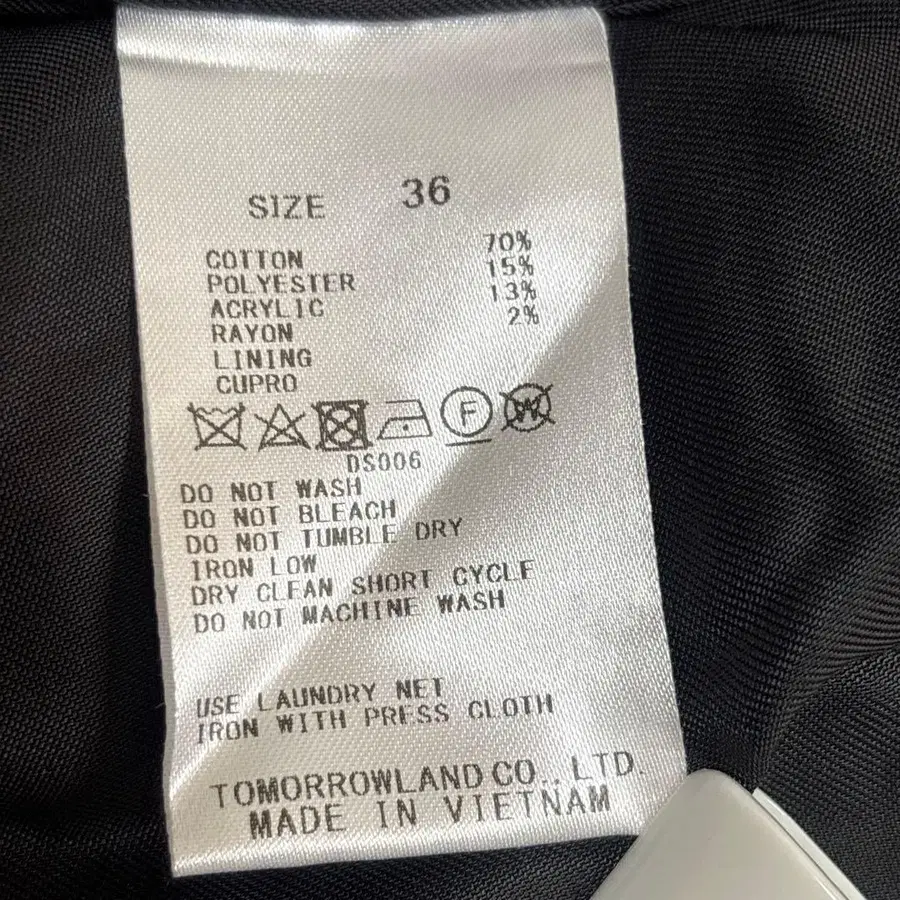 SIZE 36
COTTON 70%
POLYESTER 15%
ACRYLIC 13%
RAYON 2%
LINING
CUPRO
F W
DS006
DO NOT WASH
DO NOT BLEACH
DO NOT TUMBLE DRY
IRON LOW
DRY CLEAN SHORT CYCLE
DO NOT MACHINE WASH
USE LAUNDRY NET
IRON WITH PRESS CLOTH
TOMORROWLAND CO., LTD.
MADE IN VIETNAM